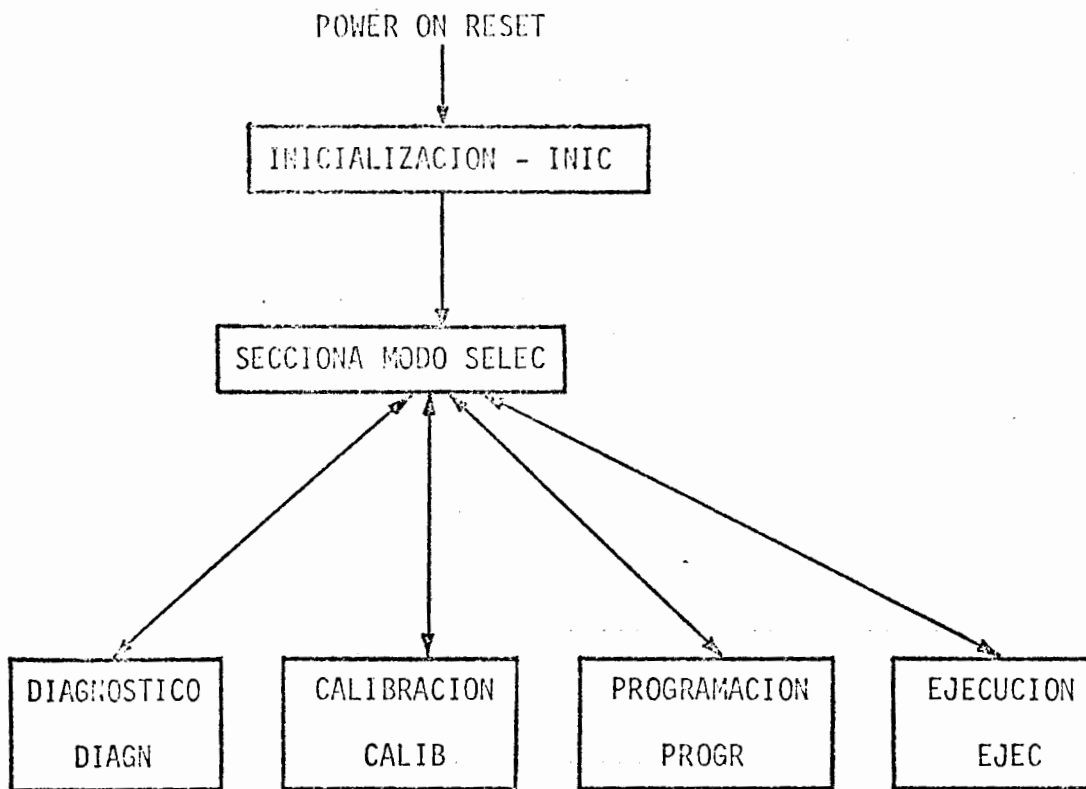 POWER ON RESET
INICIALIZACION - INIC
SECCIONA MODO SELEC
DIAGNOSTICO
DIAGN
CALIBRACION
CALIB
PROGRAMACION
PROGR
EJECUCION
EJEC